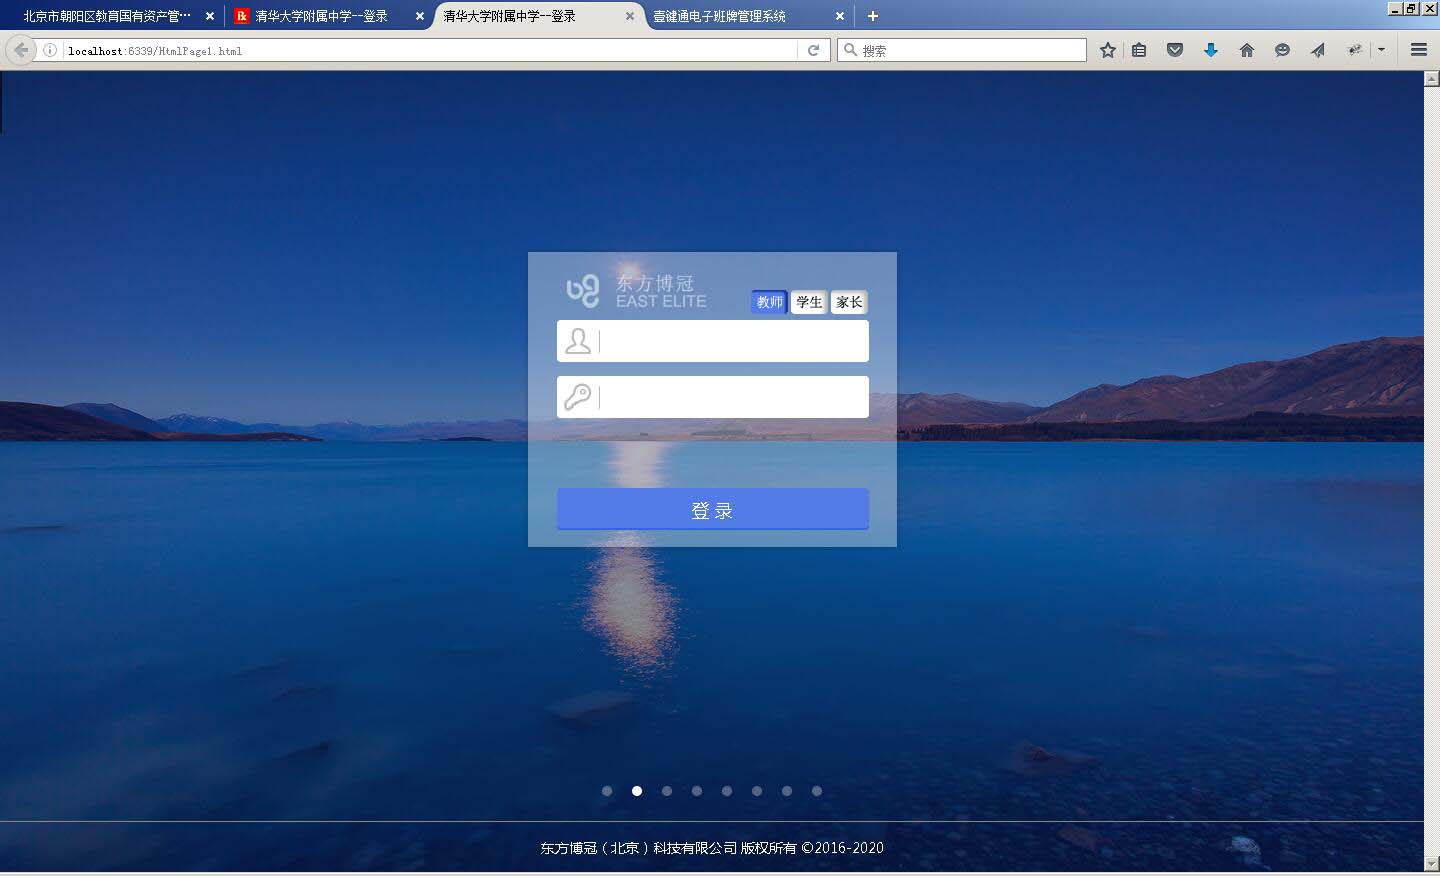 北京市朝阳区教育国有资产管…
清华大学附属中学--登录
清华大学附属中学--登录
壹键通电子班牌管理系统
localhost:6339/HtmlPage1.html
搜索
东方博冠
EAST ELITE
教师 学生 家长
登 录
东方博冠（北京）科技有限公司 版权所有 ©2016-2020